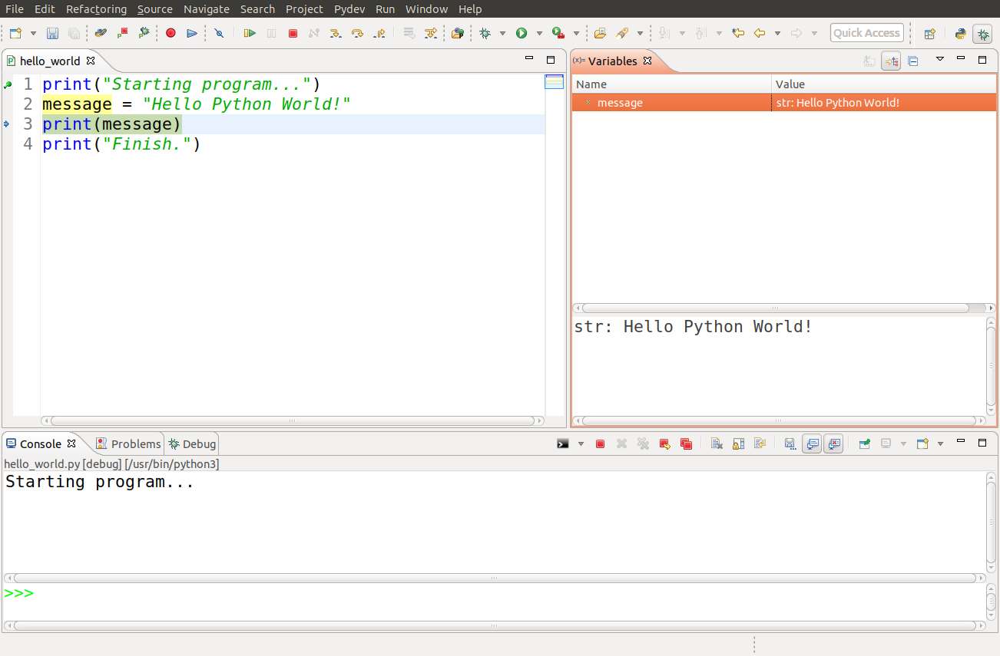 File Edit Refactoring Source Navigate Search Project Pydev Run Window Help
Quick Access
hello_world
1 print("Starting program...")
2 message = "Hello Python World!"
3 print(message)
4 print("Finish.")
(x)= Variables
Name Value
message str: Hello Python World!
str: Hello Python World!
Console Problems Debug
hello_world.py [debug] [/usr/bin/python3]
Starting program...
>>>